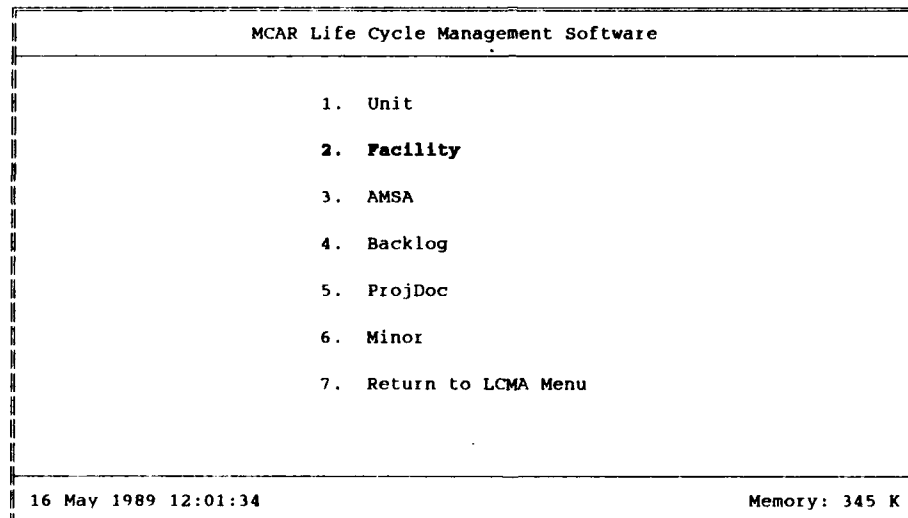 MCAR Life Cycle Management Software
1. Unit
2. Facility
3. AMSA
4. Backlog
5. ProjDoc
6. Minor
7. Return to LCMA Menu
16 May 1989 12:01:34 Memory: 345 K